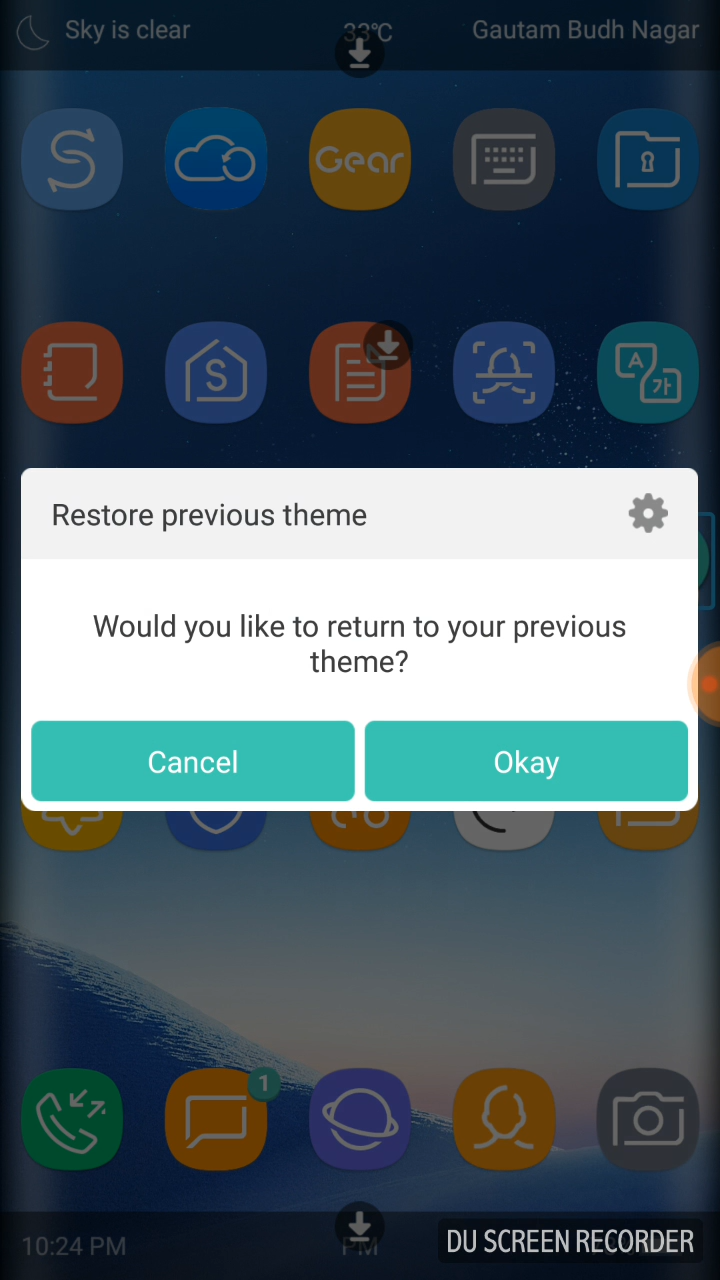 Sky is clear
33°C
Gautam Budh Nagar
S
Gear
S
A
가
Restore previous theme
Would you like to return to your previous
theme?
Cancel
Okay
1
10:24 PM
PM
DU SCREEN RECORDER